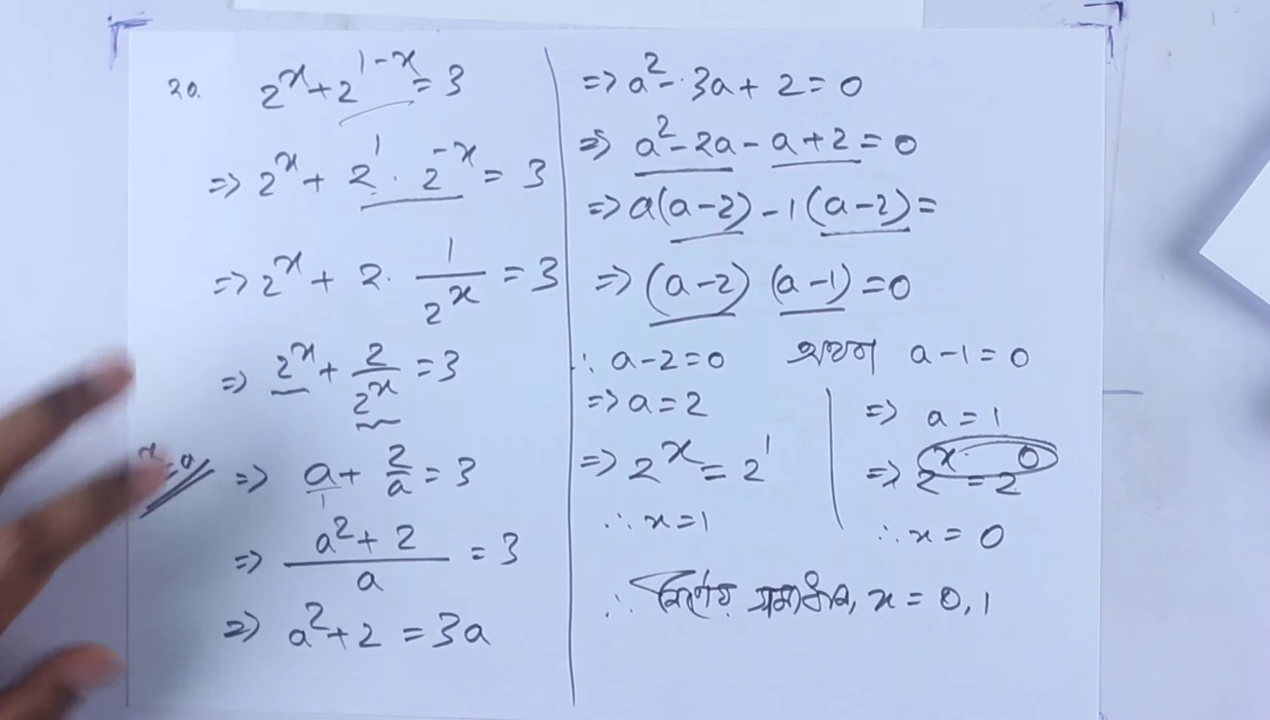 20. 2^x + 2^(1-x) = 3
=> 2^x + 2^1 . 2^(-x) = 3
=> 2^x + 2 . 1/2^x = 3
=> 2^x + 2/2^x = 3
=> a + 2/a = 3
=> (a^2 + 2)/a = 3
=> a^2 + 2 = 3a
=> a^2 - 3a + 2 = 0
=> a^2 - 2a - a + 2 = 0
=> a(a-2) - 1(a-2) =
=> (a-2) (a-1) = 0
∴ a-2=0 অথবা a-1=0
=> a = 2
=> 2^x = 2^1
∴ x = 1
=> a = 1
=> 2^x = 2^0
∴ x = 0
∴ নির্ণেয় সমাধান, x = 0, 1